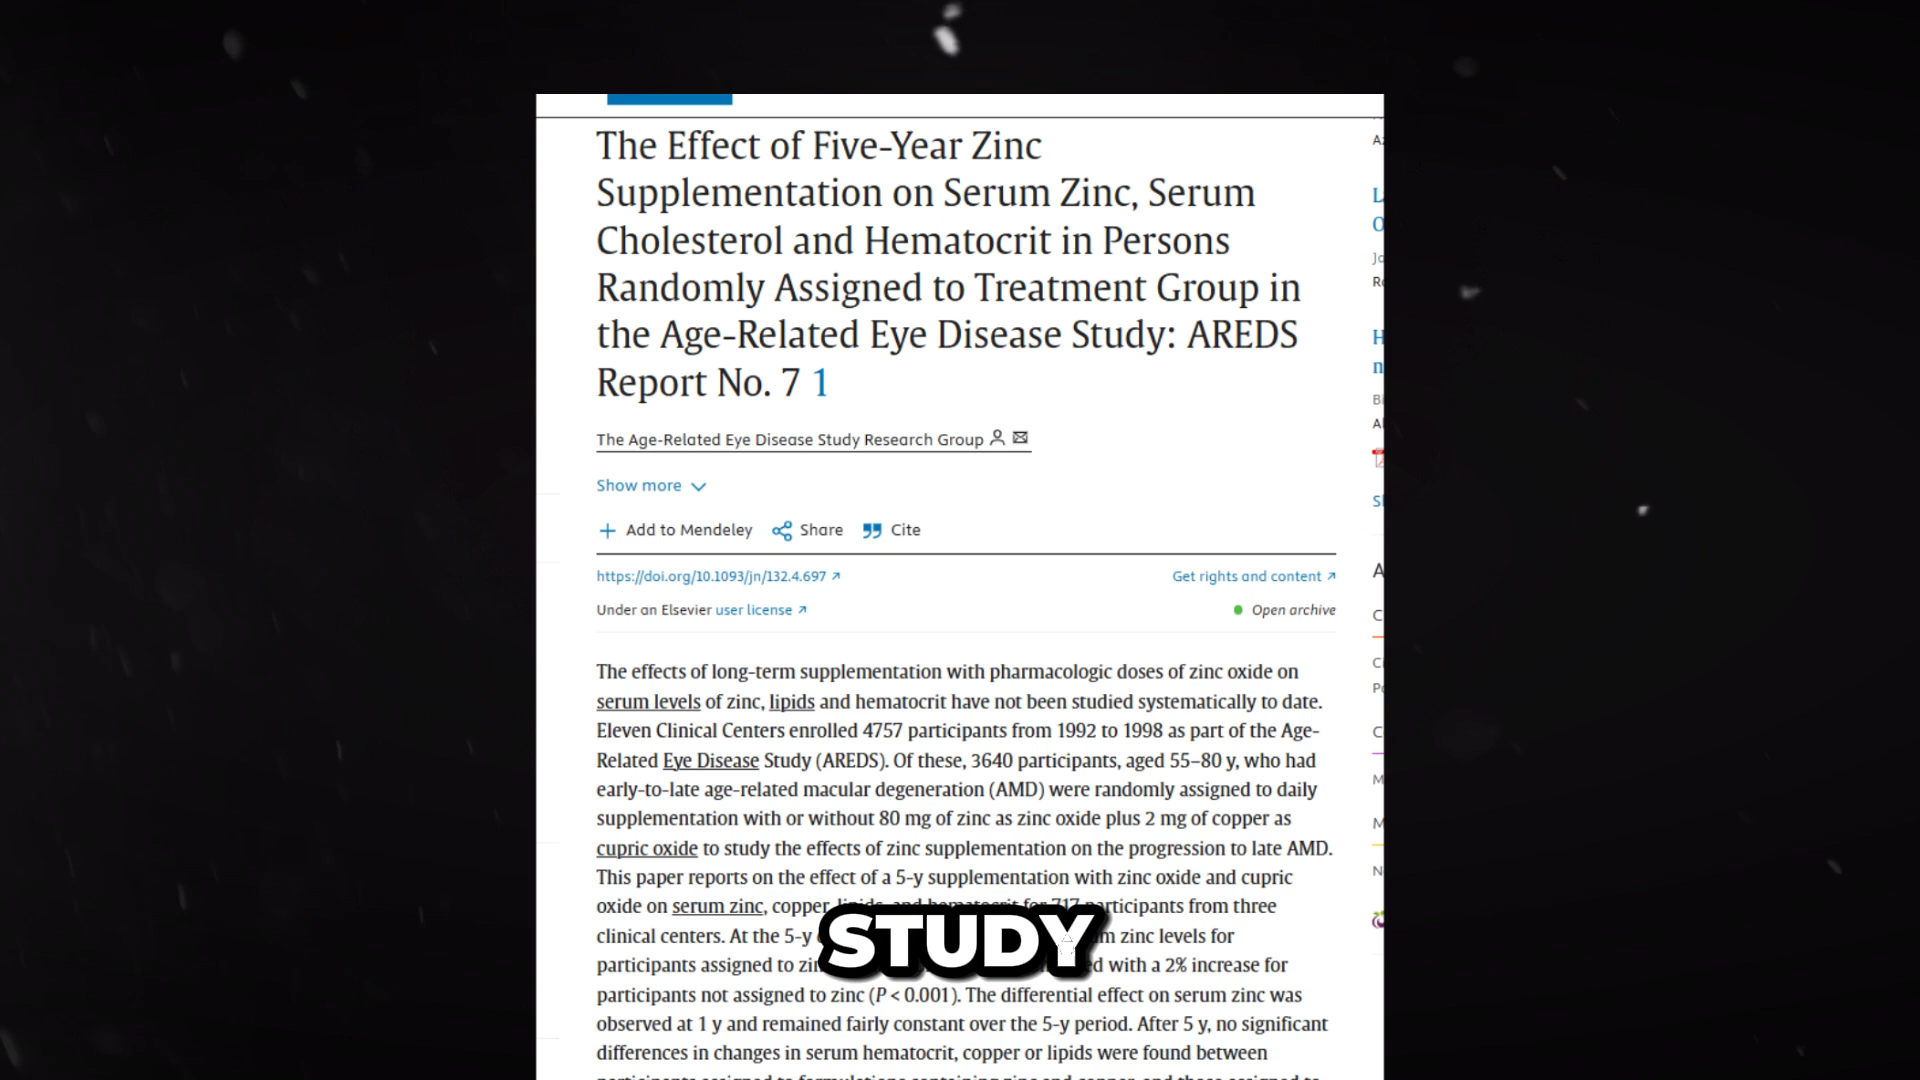 The Effect of Five-Year Zinc
Supplementation on Serum Zinc, Serum
Cholesterol and Hematocrit in Persons
Randomly Assigned to Treatment Group in
the Age-Related Eye Disease Study: AREDS
Report No. 7 1
The Age-Related Eye Disease Study Research Group
Show more
Add to Mendeley Share Cite
https://doi.org/10.1093/jn/132.4.697 Get rights and content
Under an Elsevier user license Open archive
The effects of long-term supplementation with pharmacologic doses of zinc oxide on
serum levels of zinc, lipids and hematocrit have not been studied systematically to date.
Eleven Clinical Centers enrolled 4757 participants from 1992 to 1998 as part of the Age-
Related Eye Disease Study (AREDS). Of these, 3640 participants, aged 55–80 y, who had
early-to-late age-related macular degeneration (AMD) were randomly assigned to daily
supplementation with or without 80 mg of zinc as zinc oxide plus 2 mg of copper as
cupric oxide to study the effects of zinc supplementation on the progression to late AMD.
This paper reports on the effect of a 5-y supplementation with zinc oxide and cupric
oxide on serum zinc, copper, lipids, and hematocrit for 717 participants from three
clinical centers. At the 5-y zinc levels for
participants assigned to with a 2% increase for
participants not assigned to zinc (P < 0.001). The differential effect on serum zinc was
observed at 1 y and remained fairly constant over the 5-y period. After 5 y, no significant
differences in changes in serum hematocrit, copper or lipids were found between
STUDY